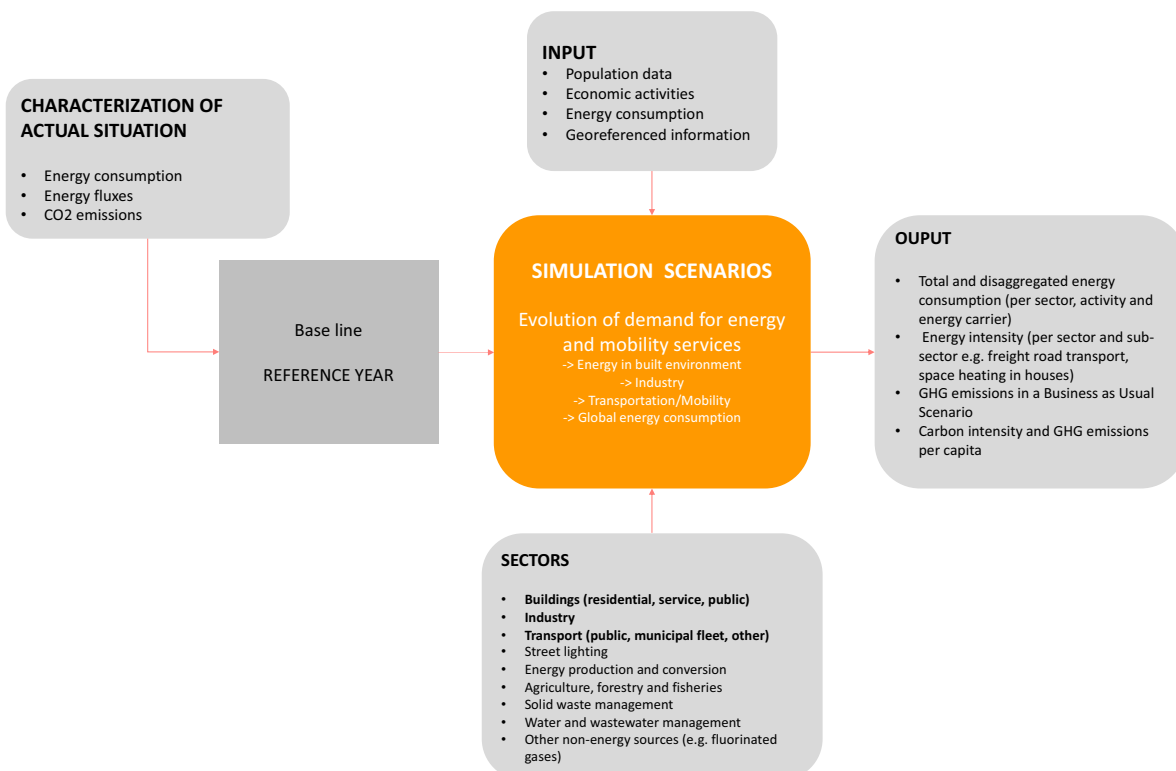 INPUT
• Population data
• Economic activities
• Energy consumption
• Georeferenced information
CHARACTERIZATION OF
ACTUAL SITUATION
• Energy consumption
• Energy fluxes
• CO2 emissions
Base line
REFERENCE YEAR
SIMULATION SCENARIOS
Evolution of demand for energy
and mobility services
-> Energy in built environment
-> Industry
-> Transportation/Mobility
-> Global energy consumption
OUPUT
• Total and disaggregated energy
consumption (per sector, activity and
energy carrier)
• Energy intensity (per sector and sub-
sector e.g. freight road transport,
space heating in houses)
• GHG emissions in a Business as Usual
Scenario
• Carbon intensity and GHG emissions
per capita
SECTORS
• Buildings (residential, service, public)
• Industry
• Transport (public, municipal fleet, other)
• Street lighting
• Energy production and conversion
• Agriculture, forestry and fisheries
• Solid waste management
• Water and wastewater management
• Other non-energy sources (e.g. fluorinated
gases)